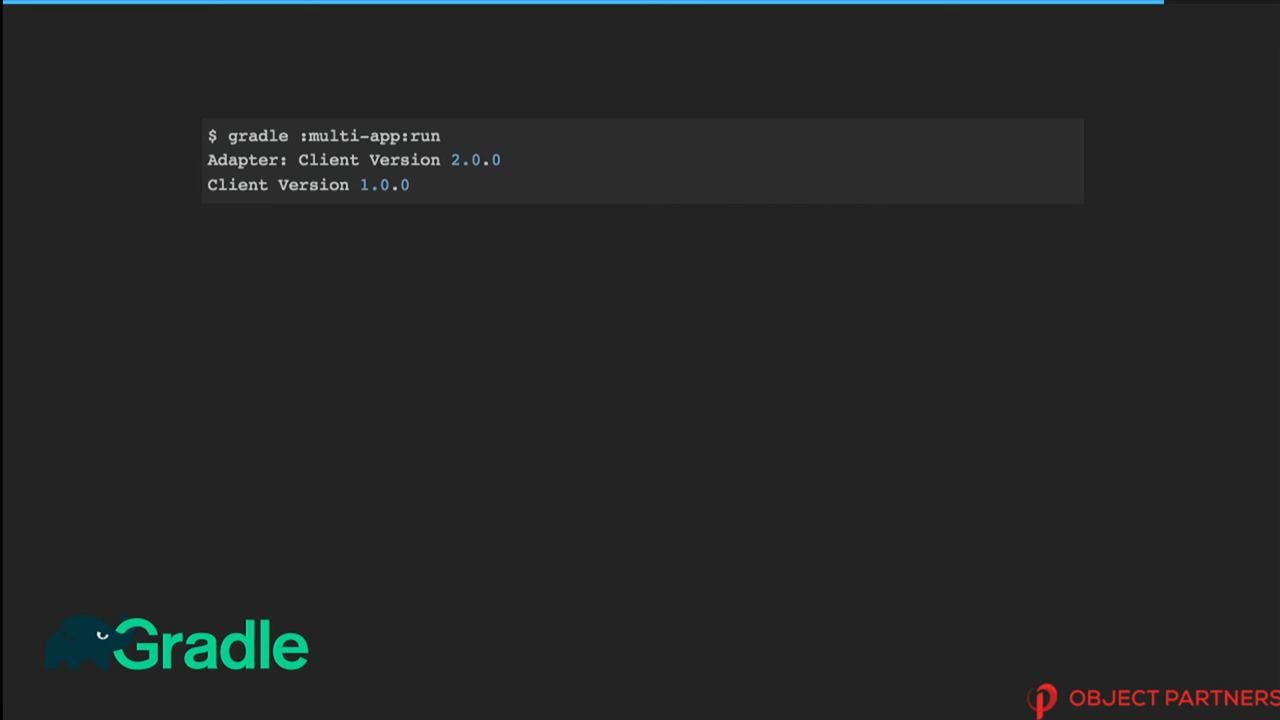 $ gradle :multi-app:run
Adapter: Client Version 2.0.0
Client Version 1.0.0
Gradle
OBJECT PARTNERS